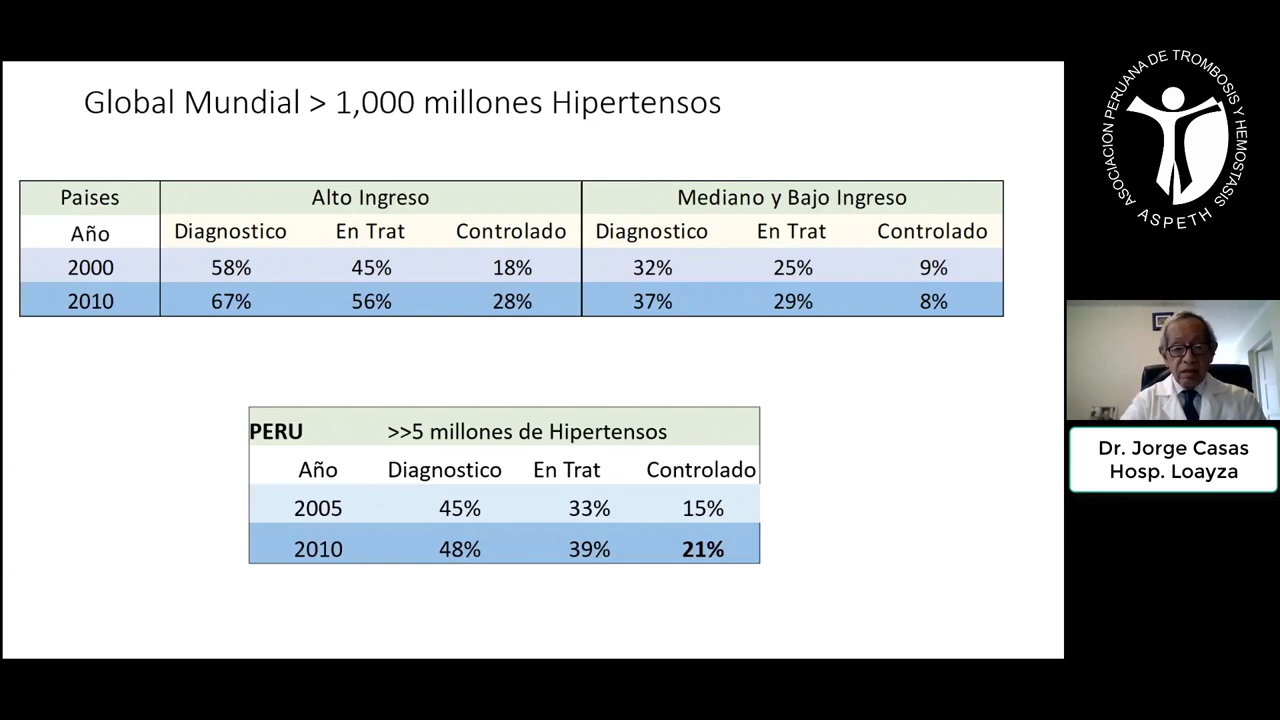 Global Mundial > 1,000 millones Hipertensos
Paises Alto Ingreso Mediano y Bajo Ingreso
Año Diagnostico En Trat Controlado Diagnostico En Trat Controlado
2000 58% 45% 18% 32% 25% 9%
2010 67% 56% 28% 37% 29% 8%
PERU >>5 millones de Hipertensos
Año Diagnostico En Trat Controlado
2005 45% 33% 15%
2010 48% 39% 21%
ASOCIACION PERUANA DE TROMBOSIS Y HEMOSTASIS
ASPETH
Dr. Jorge Casas
Hosp. Loayza